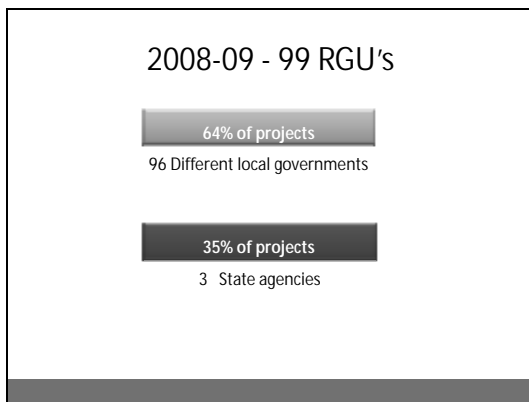 2008-09 - 99 RGU's
64% of projects
96 Different local governments
35% of projects
3 State agencies